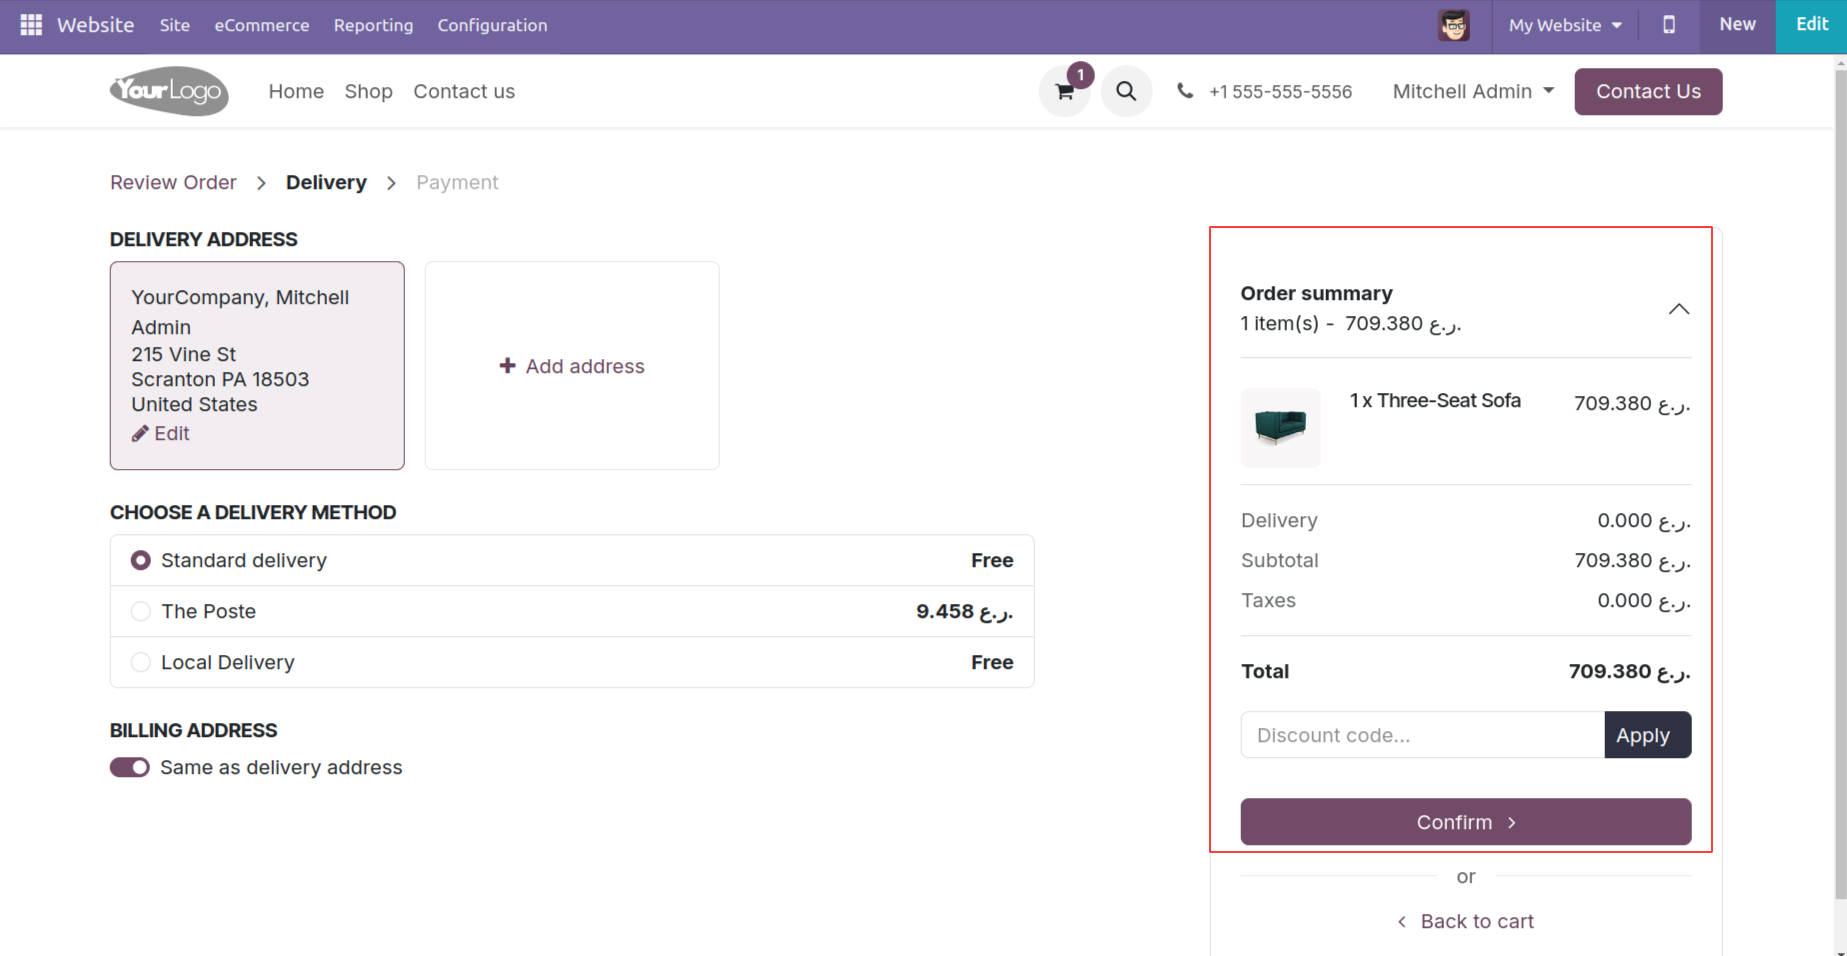 Website Site eCommerce Reporting Configuration My Website New Edit
YourLogo Home Shop Contact us 1 +1 555-555-5556 Mitchell Admin Contact Us
Review Order > Delivery > Payment
DELIVERY ADDRESS
YourCompany, Mitchell
Admin
215 Vine St
Scranton PA 18503
United States
Edit
+ Add address
CHOOSE A DELIVERY METHOD
Standard delivery Free
The Poste 9.458 ر.ع.
Local Delivery Free
BILLING ADDRESS
Same as delivery address
Order summary
1 item(s) - 709.380 ر.ع.
1 x Three-Seat Sofa 709.380 ر.ع.
Delivery 0.000 ر.ع.
Subtotal 709.380 ر.ع.
Taxes 0.000 ر.ع.
Total 709.380 ر.ع.
Discount code... Apply
Confirm >
or
< Back to cart